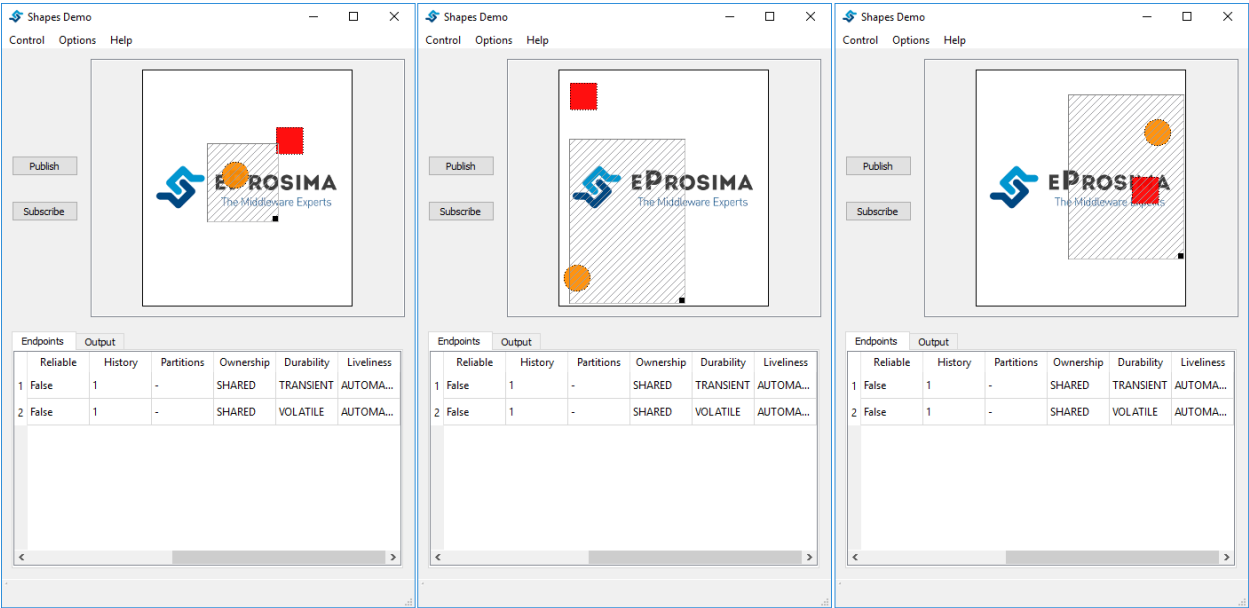 Shapes Demo
Control Options Help
Publish
Subscribe
EPROSIMA
The Middleware Experts
Endpoints Output
Reliable History Partitions Ownership Durability Liveliness
1 False 1 - SHARED TRANSIENT AUTOMA...
2 False 1 - SHARED VOLATILE AUTOMA...
Shapes Demo
Control Options Help
Publish
Subscribe
EPROSIMA
The Middleware Experts
Endpoints Output
Reliable History Partitions Ownership Durability Liveliness
1 False 1 - SHARED TRANSIENT AUTOMA...
2 False 1 - SHARED VOLATILE AUTOMA...
Shapes Demo
Control Options Help
Publish
Subscribe
EPROSIMA
The Middleware Experts
Endpoints Output
Reliable History Partitions Ownership Durability Liveliness
1 False 1 - SHARED TRANSIENT AUTOMA...
2 False 1 - SHARED VOLATILE AUTOMA...